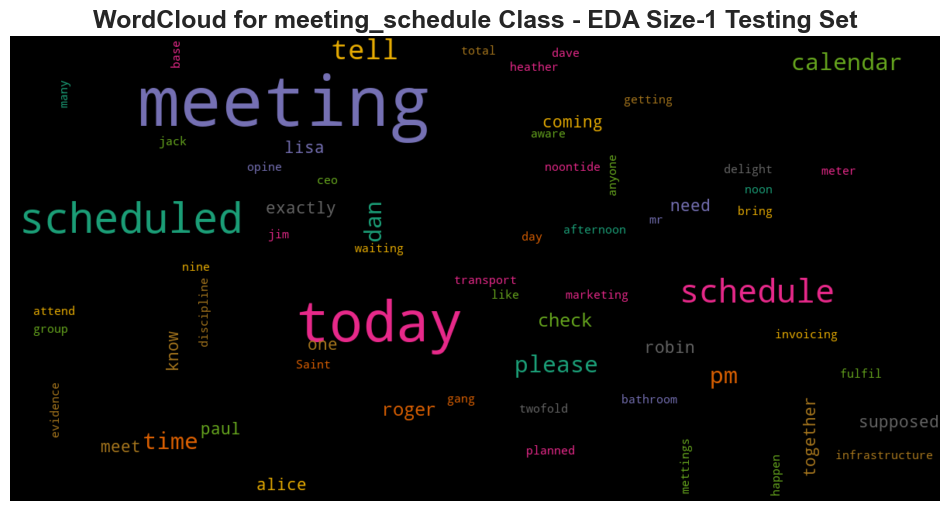 WordCloud for meeting_schedule Class - EDA Size-1 Testing Set
base
tell
total
dave
heather
calendar
many
meeting
getting
coming
aware
jack
lisa
opine
ceo
noontide
anyone
delight
meter
noon
scheduled
exactly
dan
jim
need
mr
bring
day
afternoon
waiting
nine
discipline
transport
like
marketing
schedule
attend
group
today
one
know
Saint
check
please
robin
invoicing
pm
fulfil
evidence
roger
gang
twofold
bathroom
together
supposed
meet
time
paul
planned
mettings
happen
infrastructure
alice